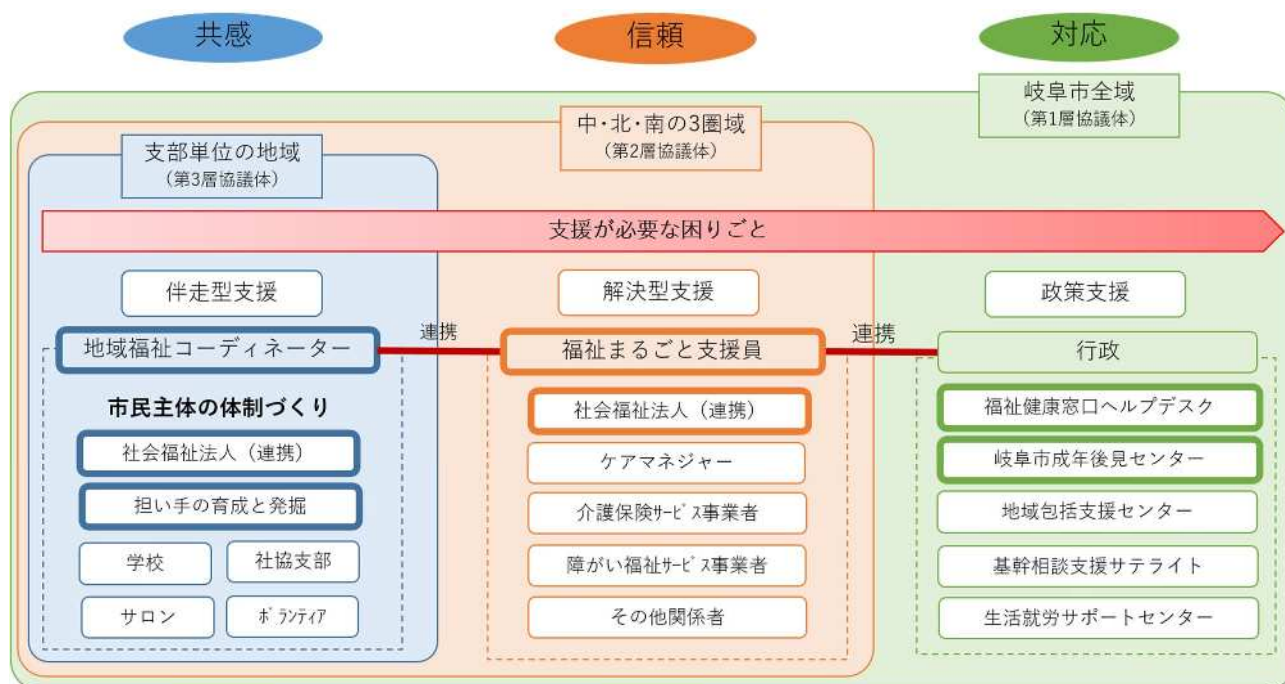 共感
信頼
対応
岐阜市全域
(第1層協議体)
中・北・南の3圏域
(第2層協議体)
支部単位の地域
(第3層協議体)
支援が必要な困りごと
伴走型支援
解決型支援
政策支援
地域福祉コーディネーター
連携
福祉まるごと支援員
連携
行政
市民主体の体制づくり
社会福祉法人(連携)
担い手の育成と発掘
学校
社協支部
サロン
ボランティア
社会福祉法人(連携)
ケアマネジャー
介護保険サービス事業者
障がい福祉サービス事業者
その他関係者
福祉健康窓口ヘルプデスク
岐阜市成年後見センター
地域包括支援センター
基幹相談支援サテライト
生活就労サポートセンター